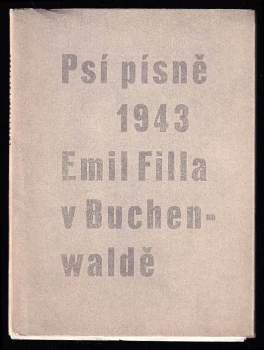 Psí písně
1943
Emil Filla
v Buchen-
waldě